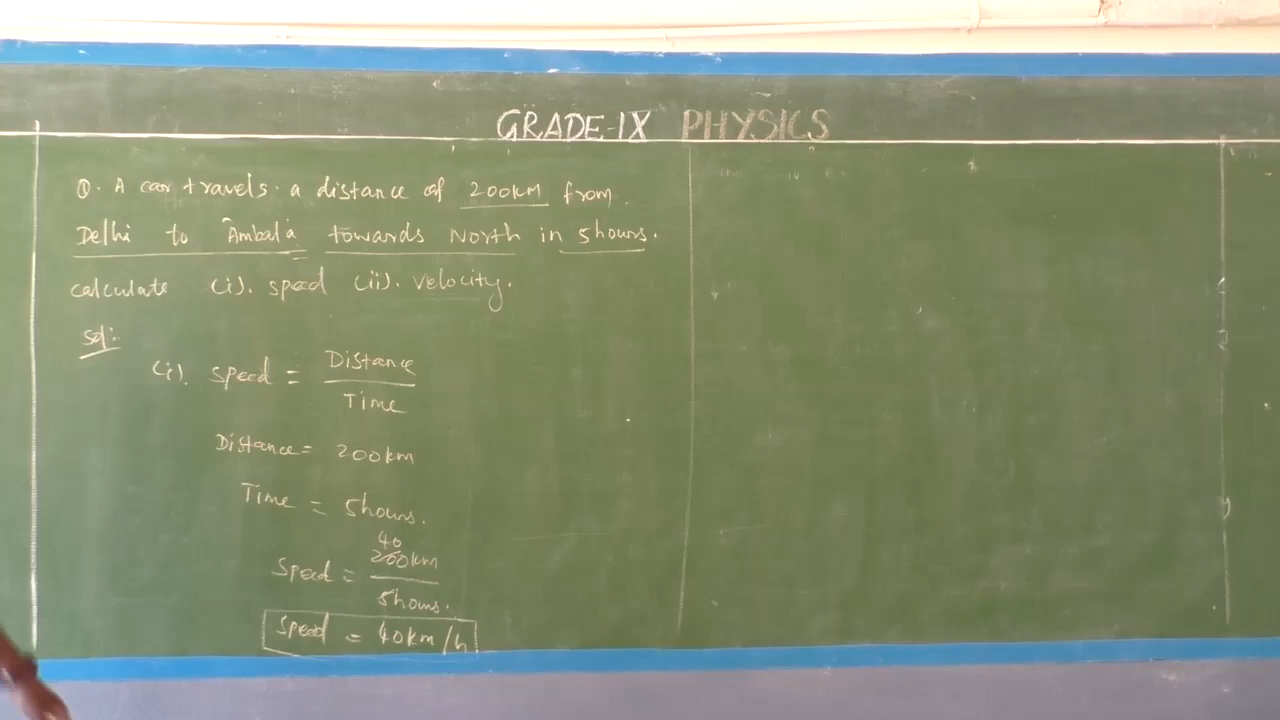 GRADE-IX PHYSICS
Q. A car travels a distance of 200km from
Delhi to Ambala towards North in 5hours.
calculate (i). speed (ii). velocity.
Sol:-
(i). speed = Distance
Time
Distance = 200km
Time = 5hours.
40
Speed = 200km
5hours.
Speed = 40km/h